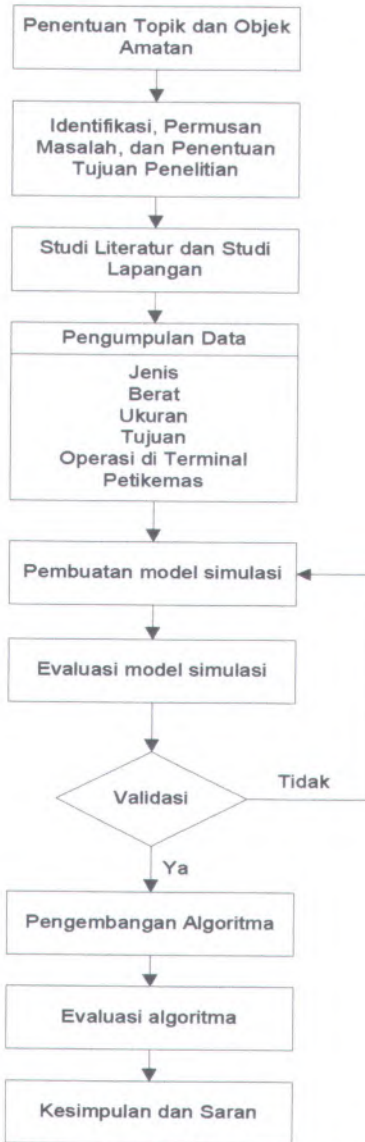 Penentuan Topik dan Objek
Amatan
Identifikasi, Permusan
Masalah, dan Penentuan
Tujuan Penelitian
Studi Literatur dan Studi
Lapangan
Pengumpulan Data
Jenis
Berat
Ukuran
Tujuan
Operasi di Terminal
Petikemas
Pembuatan model simulasi
Evaluasi model simulasi
Validasi
Tidak
Ya
Pengembangan Algoritma
Evaluasi algoritma
Kesimpulan dan Saran